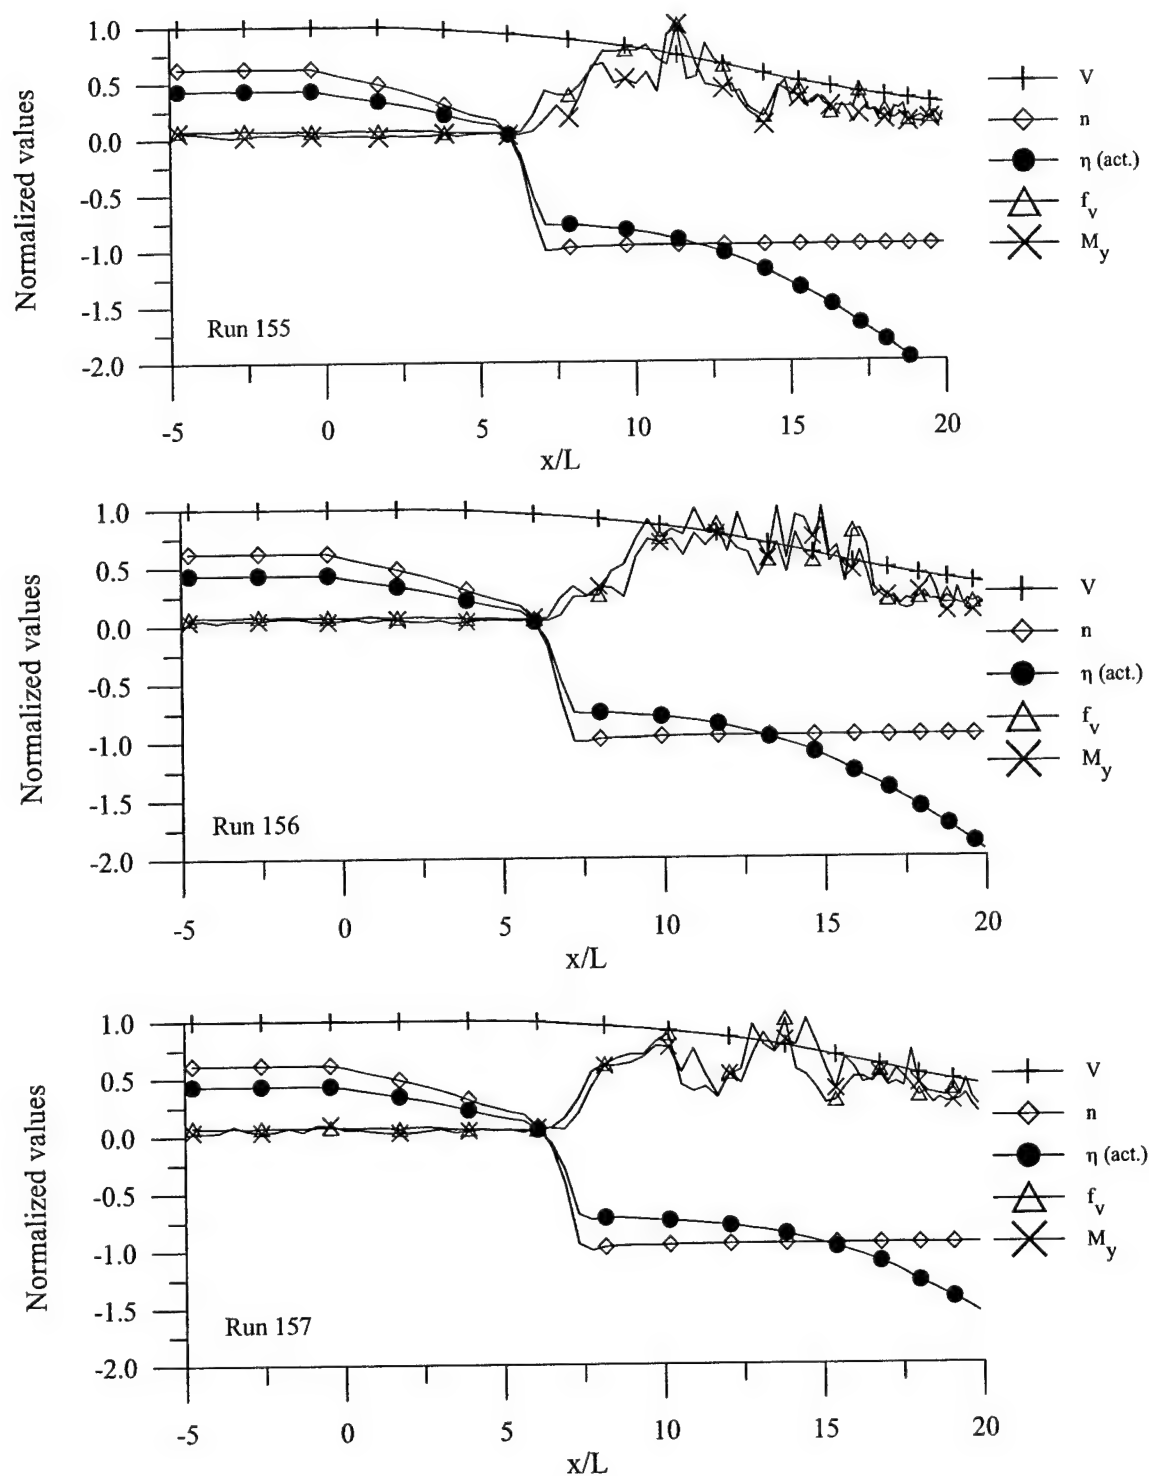 1.0
0.5
0.0
-0.5
-1.0
-1.5
-2.0
Normalized values
Run 155
-5 0 5 10 15 20
x/L
V
n
η (act.)
f_v
M_y
1.0
0.5
0.0
-0.5
-1.0
-1.5
-2.0
Normalized values
Run 156
-5 0 5 10 15 20
x/L
V
n
η (act.)
f_v
M_y
1.0
0.5
0.0
-0.5
-1.0
-1.5
-2.0
Normalized values
Run 157
-5 0 5 10 15 20
x/L
V
n
η (act.)
f_v
M_y